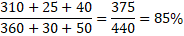 310 + 25 + 40 / 360 + 30 + 50 = 375 / 440 = 85%